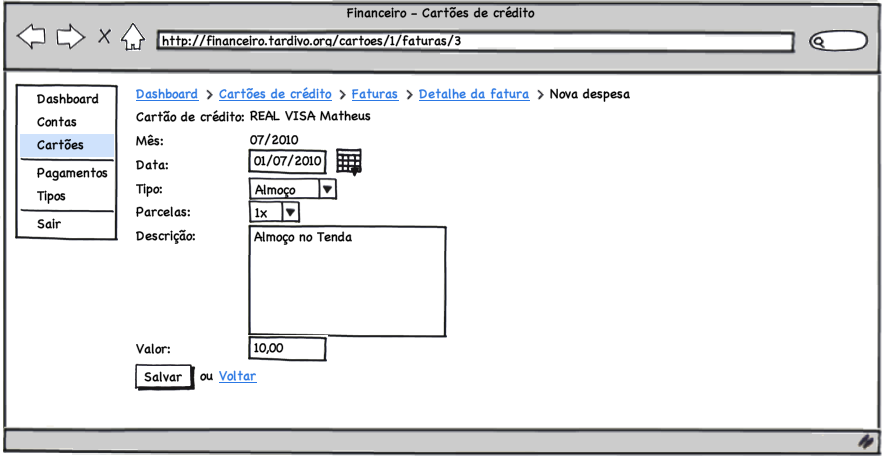 Financeiro - Cartões de crédito
http://financeiro.tardivo.org/cartoes/1/faturas/3
Dashboard
Contas
Cartões
Pagamentos
Tipos
Sair
Dashboard > Cartões de crédito > Faturas > Detalhe da fatura > Nova despesa
Cartão de crédito: REAL VISA Matheus
Mês: 07/2010
Data: 01/07/2010
Tipo: Almoço
Parcelas: 1x
Descrição: Almoço no Tenda
Valor: 10,00
Salvar ou Voltar